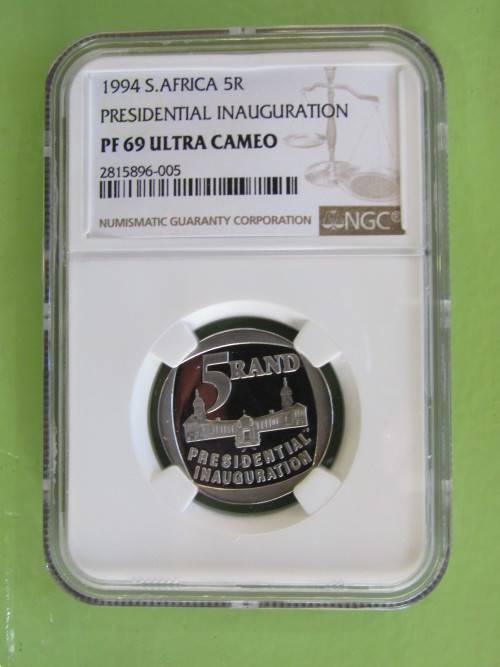 1994 S.AFRICA 5R
PRESIDENTIAL INAUGURATION
PF 69 ULTRA CAMEO
2815896-005
NUMISMATIC GUARANTY CORPORATION
NGC®
5 RAND
PRESIDENTIAL
INAUGURATION